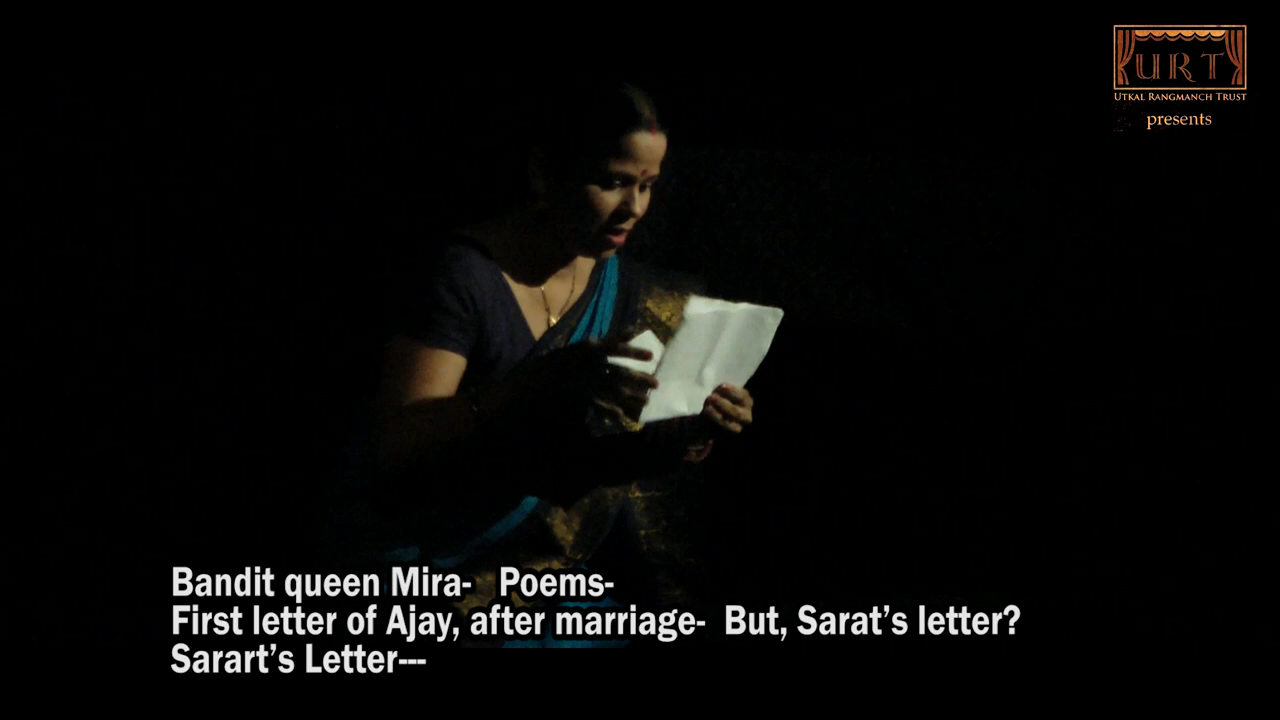 URT
UTKAL RANGMANCH TRUST
presents
Bandit queen Mira- Poems-
First letter of Ajay, after marriage- But, Sarat's letter?
Sarart's Letter---